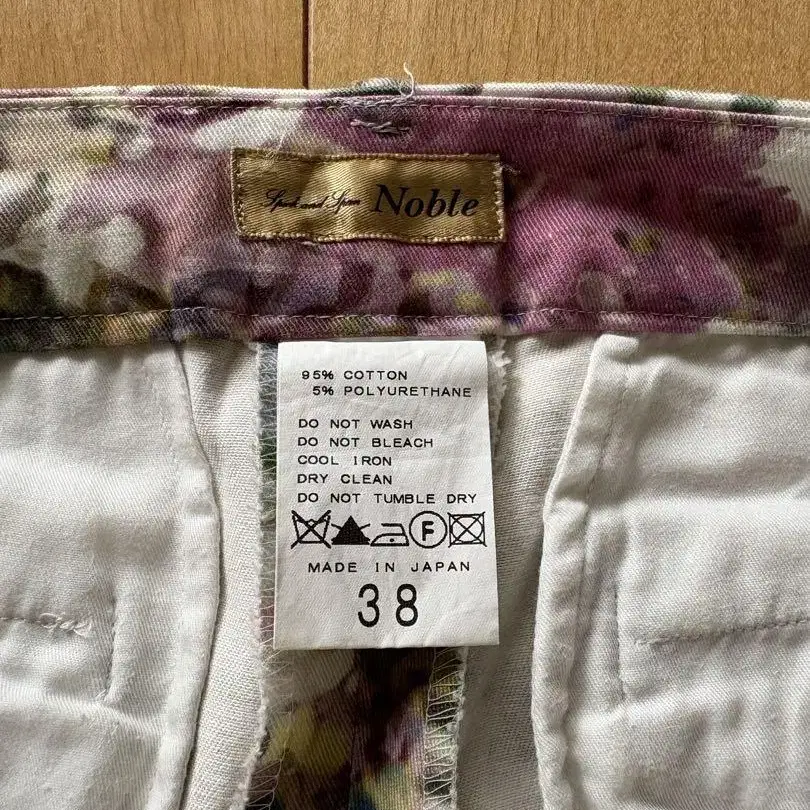 Spick and Span Noble
95% COTTON
5% POLYURETHANE
DO NOT WASH
DO NOT BLEACH
COOL IRON
DRY CLEAN
DO NOT TUMBLE DRY
F
MADE IN JAPAN
38